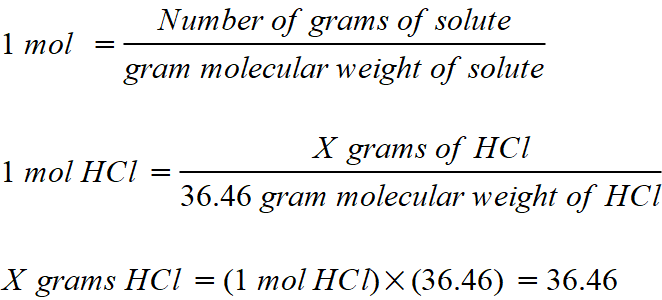 1 mol = Number of grams of solute / gram molecular weight of solute
1 mol HCl = X grams of HCl / 36.46 gram molecular weight of HCl
X grams HCl = (1 mol HCl)×(36.46) = 36.46